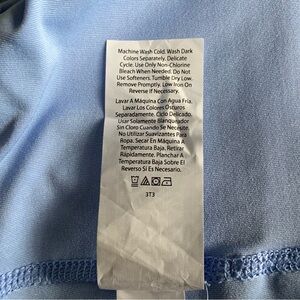 Machine Wash Cold. Wash Dark
Colors Separately. Delicate
Cycle. Use Only Non-Chlorine
Bleach When Needed. Do Not
Use Softeners. Tumble Dry Low.
Remove Promptly. Low Iron On
Reverse If Necessary.
Lavar A Máquina Con Agua Fría.
Lavar Los Colores Oscuros
Separadamente. Ciclo Delicado.
Usar Solamente Blanqueador
Sin Cloro Cuando Se Necesite.
No Utilizar Suavizantes Para
Ropa. Secar En Máquina A
Temperatura Baja. Retirar
Rápidamente. Planchar A
Temperatura Baja Sobre El
Reverso Si Es Necesario.
3T3